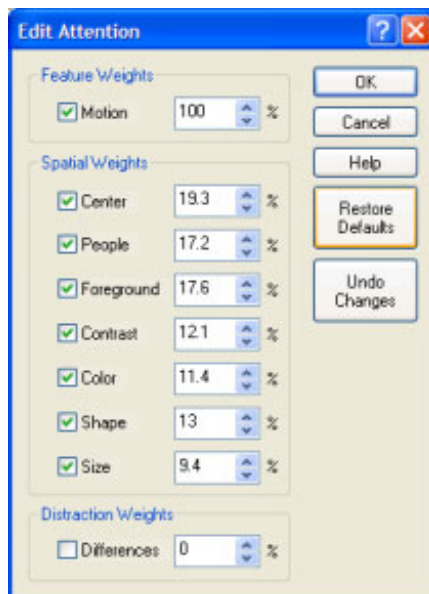 Edit Attention
Feature Weights
Motion 100 %
Spatial Weights
Center 19.3 %
People 17.2 %
Foreground 17.6 %
Contrast 12.1 %
Color 11.4 %
Shape 13 %
Size 9.4 %
Distraction Weights
Differences 0 %
OK
Cancel
Help
Restore
Defaults
Undo
Changes